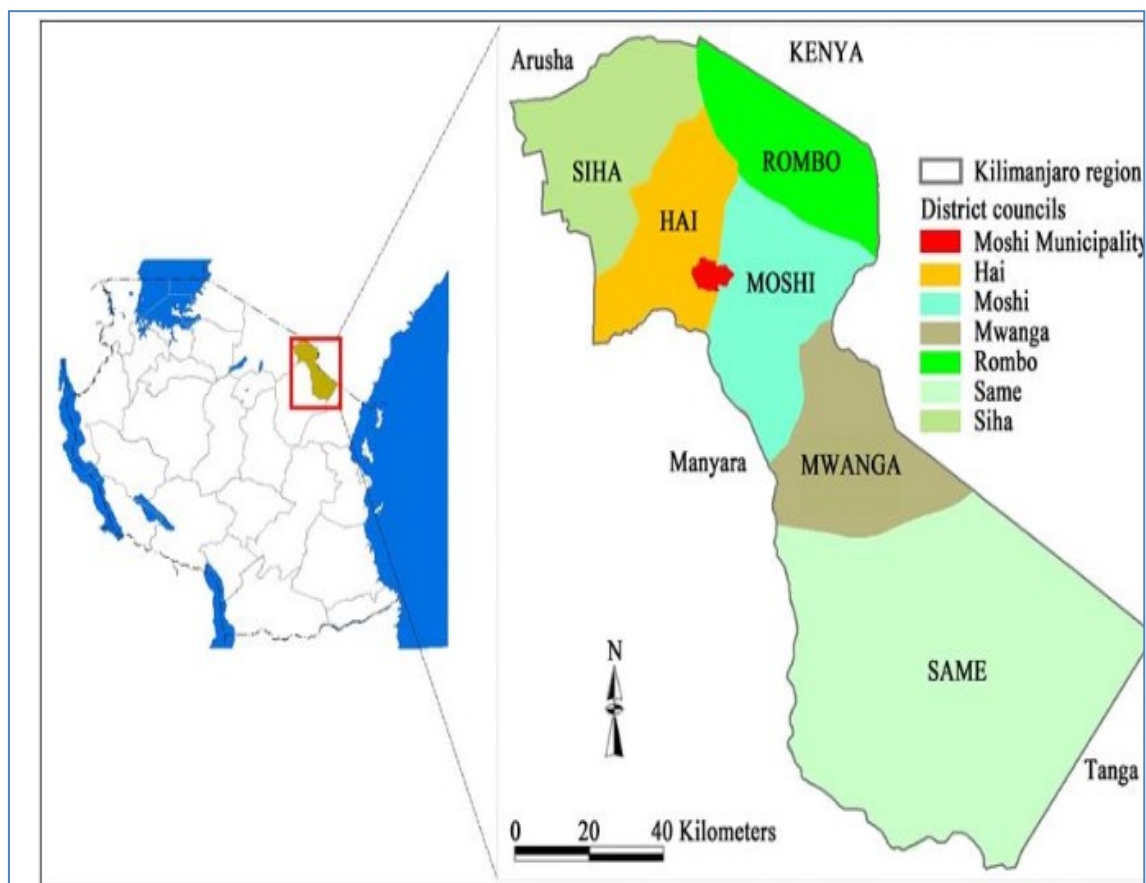 Arusha
KENYA
SIHA
ROMBO
HAI
MOSHI
Manyara
MWANGA
SAME
Tanga
Kilimanjaro region
District councils
Moshi Municipality
Hai
Moshi
Mwanga
Rombo
Same
Siha
N
0 20 40 Kilometers